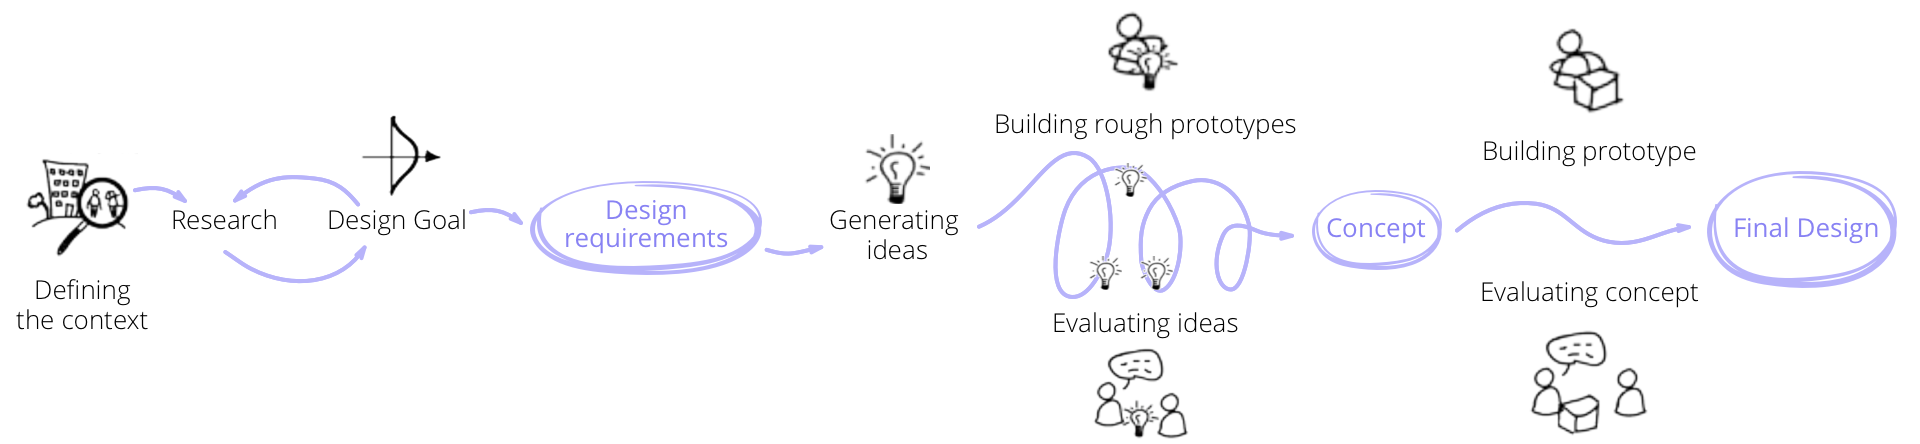 Defining
the context
Research
Design Goal
Design
requirements
Generating
ideas
Building rough prototypes
Evaluating ideas
Concept
Building prototype
Evaluating concept
Final Design